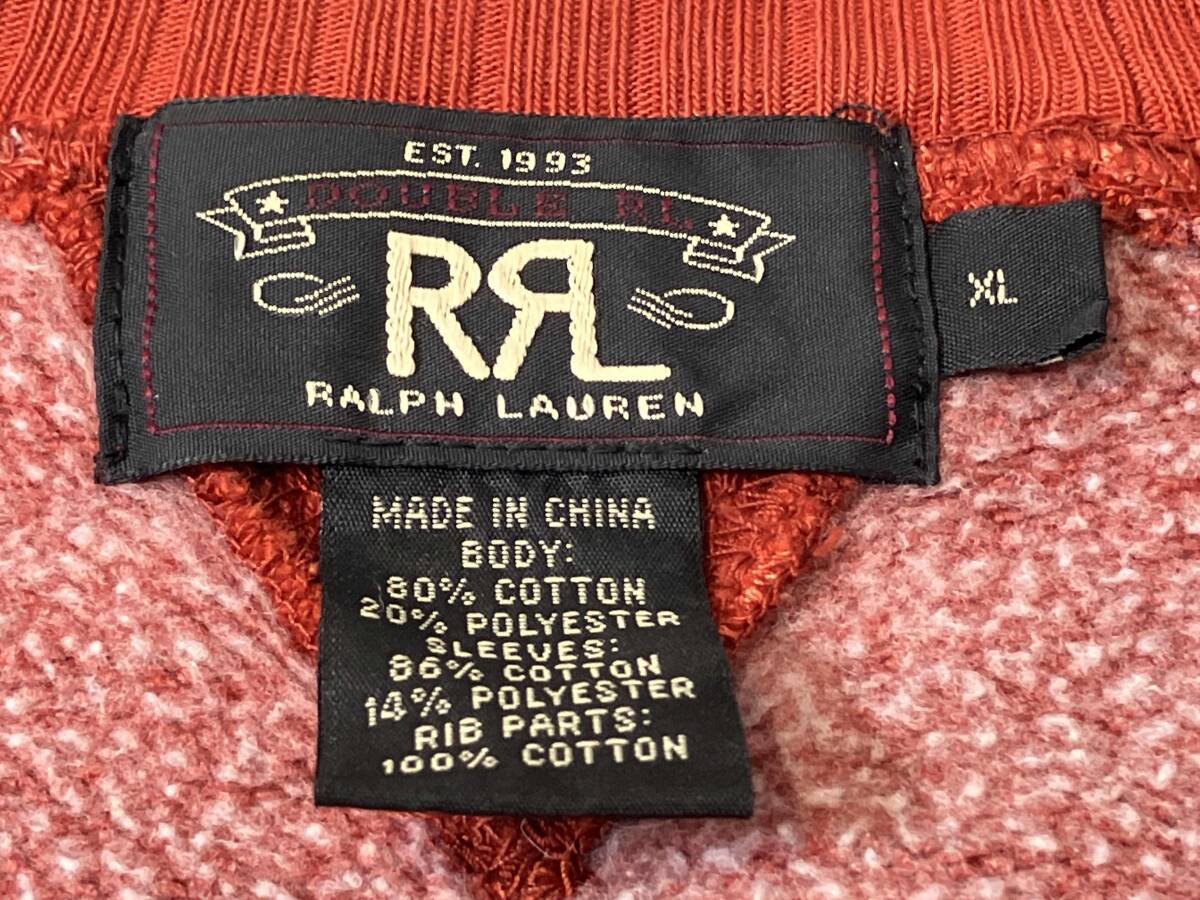 EST. 1993
DOUBLE RL
RRL
RALPH LAUREN
XL
MADE IN CHINA
BODY:
80% COTTON
20% POLYESTER
SLEEVES:
86% COTTON
14% POLYESTER
RIB PARTS:
100% COTTON